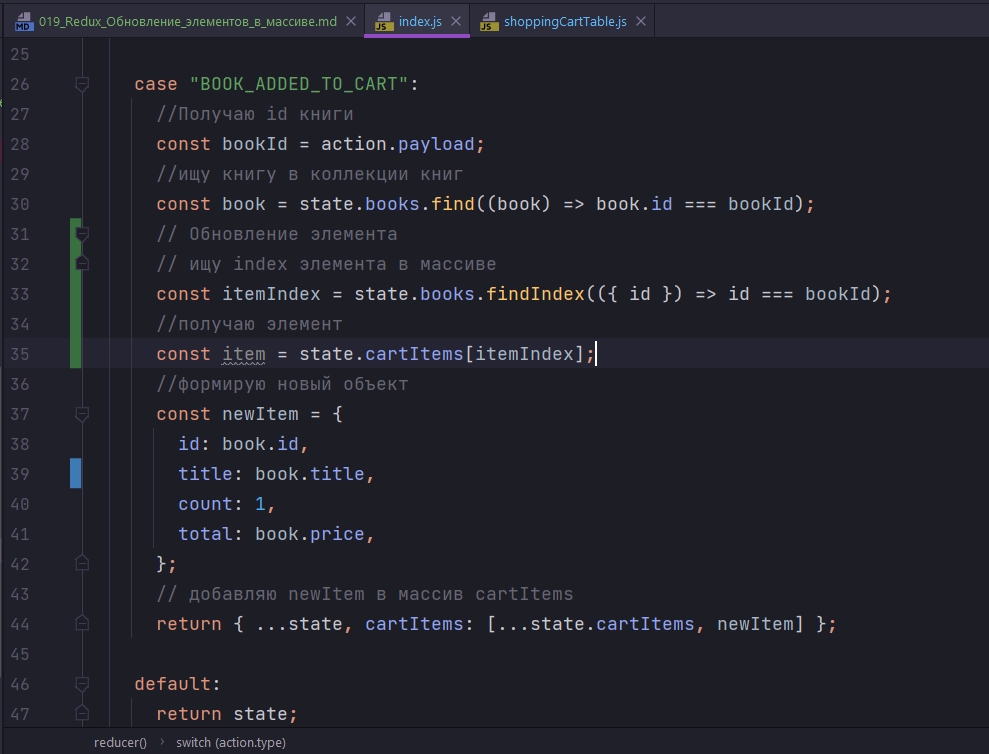 MD 019_Redux_Обновление_элементов_в_массиве.md JS index.js JS shoppingCartTable.js
25
26 case "BOOK_ADDED_TO_CART":
27 //Получаю id книги
28 const bookId = action.payload;
29 //ищу книгу в коллекции книг
30 const book = state.books.find((book) => book.id === bookId);
31 // Обновление элемента
32 // ищу index элемента в массиве
33 const itemIndex = state.books.findIndex(({ id }) => id === bookId);
34 //получаю элемент
35 const item = state.cartItems[itemIndex];
36 //формирую новый объект
37 const newItem = {
38 id: book.id,
39 title: book.title,
40 count: 1,
41 total: book.price,
42 };
43 // добавляю newItem в массив cartItems
44 return { ...state, cartItems: [...state.cartItems, newItem] };
45
46 default:
47 return state;
reducer() › switch (action.type)